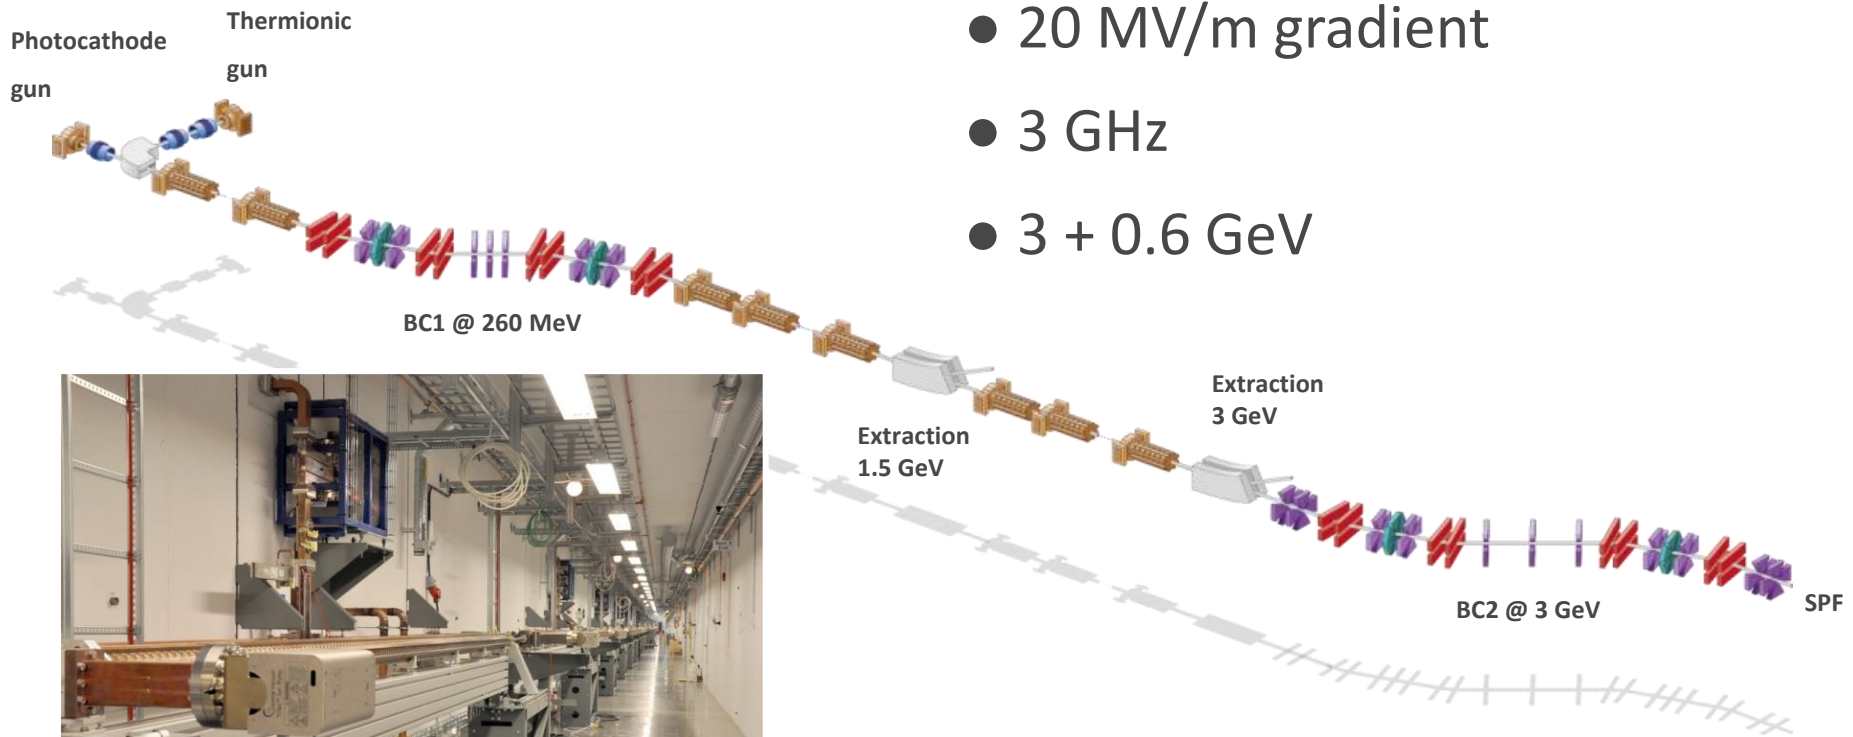 Photocathode
gun
Thermionic
gun
● 20 MV/m gradient
● 3 GHz
● 3 + 0.6 GeV
BC1 @ 260 MeV
Extraction
1.5 GeV
Extraction
3 GeV
BC2 @ 3 GeV
SPF